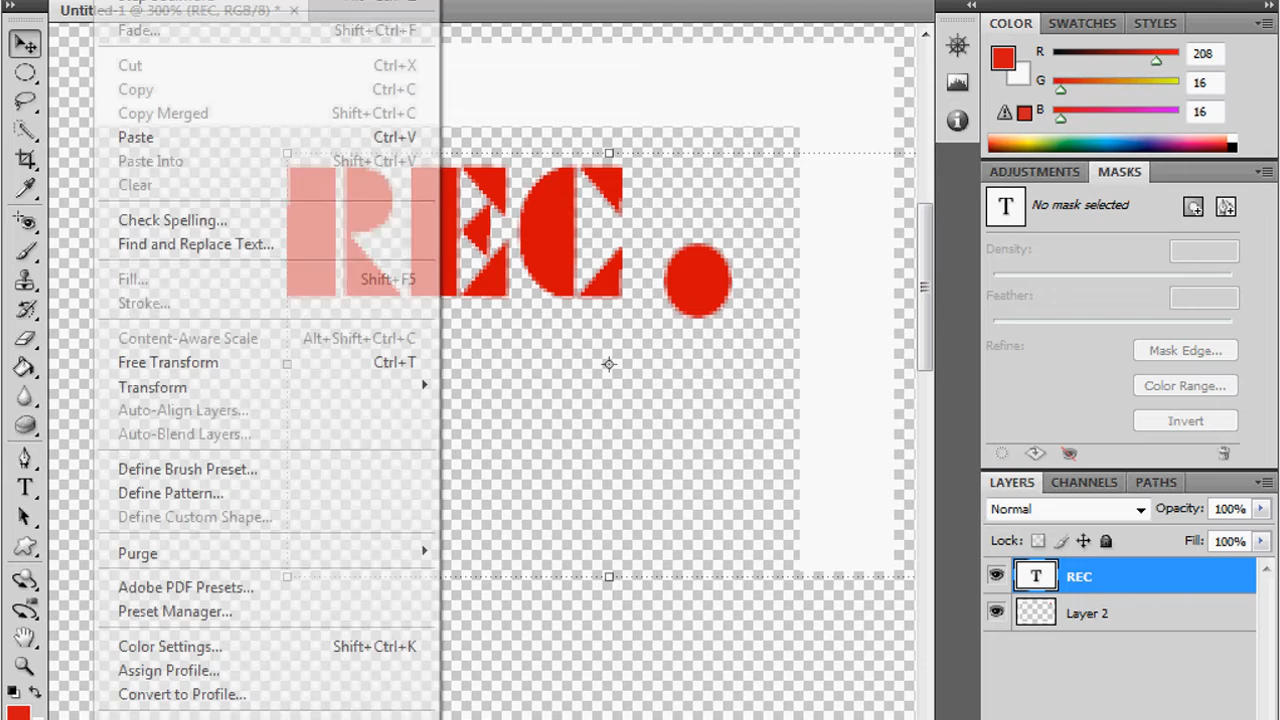 Untitled-1 @ 300% (REC, RGB/8) *
Fade... Shift+Ctrl+F
Cut Ctrl+X
Copy Ctrl+C
Copy Merged Shift+Ctrl+C
Paste Ctrl+V
Paste Into Shift+Ctrl+V
Clear
Check Spelling...
Find and Replace Text...
Fill... Shift+F5
Stroke...
Content-Aware Scale Alt+Shift+Ctrl+C
Free Transform Ctrl+T
Transform
Auto-Align Layers...
Auto-Blend Layers...
Define Brush Preset...
Define Pattern...
Define Custom Shape...
Purge
Adobe PDF Presets...
Preset Manager...
Color Settings... Shift+Ctrl+K
Assign Profile...
Convert to Profile...
REC
COLOR SWATCHES STYLES
R 208
G 16
B 16
ADJUSTMENTS MASKS
T No mask selected
Density:
Feather:
Refine: Mask Edge...
Color Range...
Invert
LAYERS CHANNELS PATHS
Normal Opacity: 100%
Lock: Fill: 100%
T REC
Layer 2